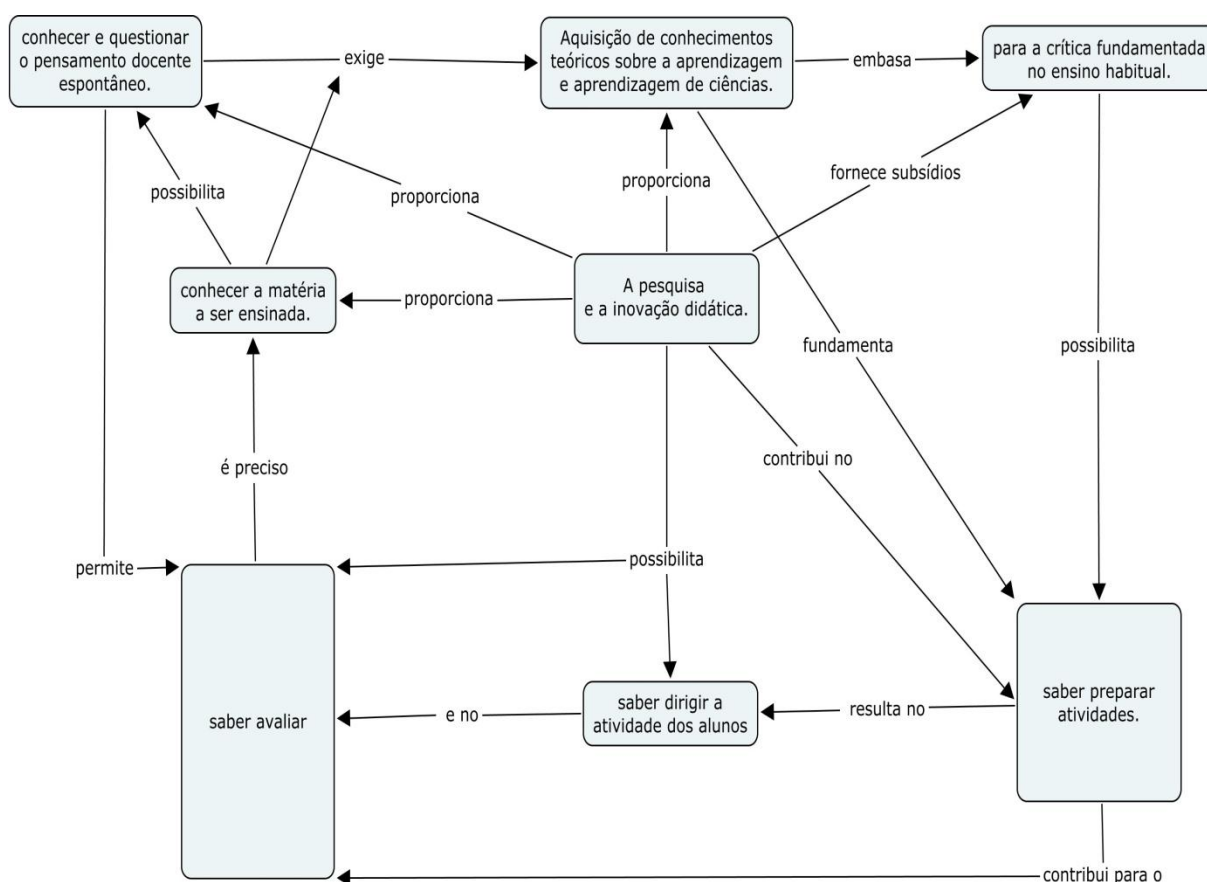 conhecer e questionar
o pensamento docente
espontâneo.
exige
Aquisição de conhecimentos
teóricos sobre a aprendizagem
e aprendizagem de ciências.
embasa
para a crítica fundamentada
no ensino habitual.
possibilita
proporciona
proporciona
fornece subsídios
conhecer a matéria
a ser ensinada.
proporciona
A pesquisa
e a inovação didática.
fundamenta
possibilita
é preciso
contribui no
permite
possibilita
saber avaliar
e no
saber dirigir a
atividade dos alunos
resulta no
saber preparar
atividades.
contribui para o